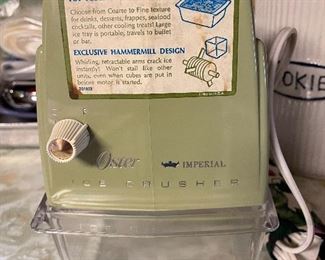 Choose from Coarse to Fine texture
for drinks, desserts, frappes, seafood
cocktails, other cooling treats! Large
ice tray is portable; travels to bullet
or bar.
EXCLUSIVE HAMMERMILL DESIGN
Whirling, retractable arms crack ice
instantly! Won't stall like other
units, even when cubes are put in
before motor is started.
OKIE
Oster IMPERIAL
ICE CRUSHER